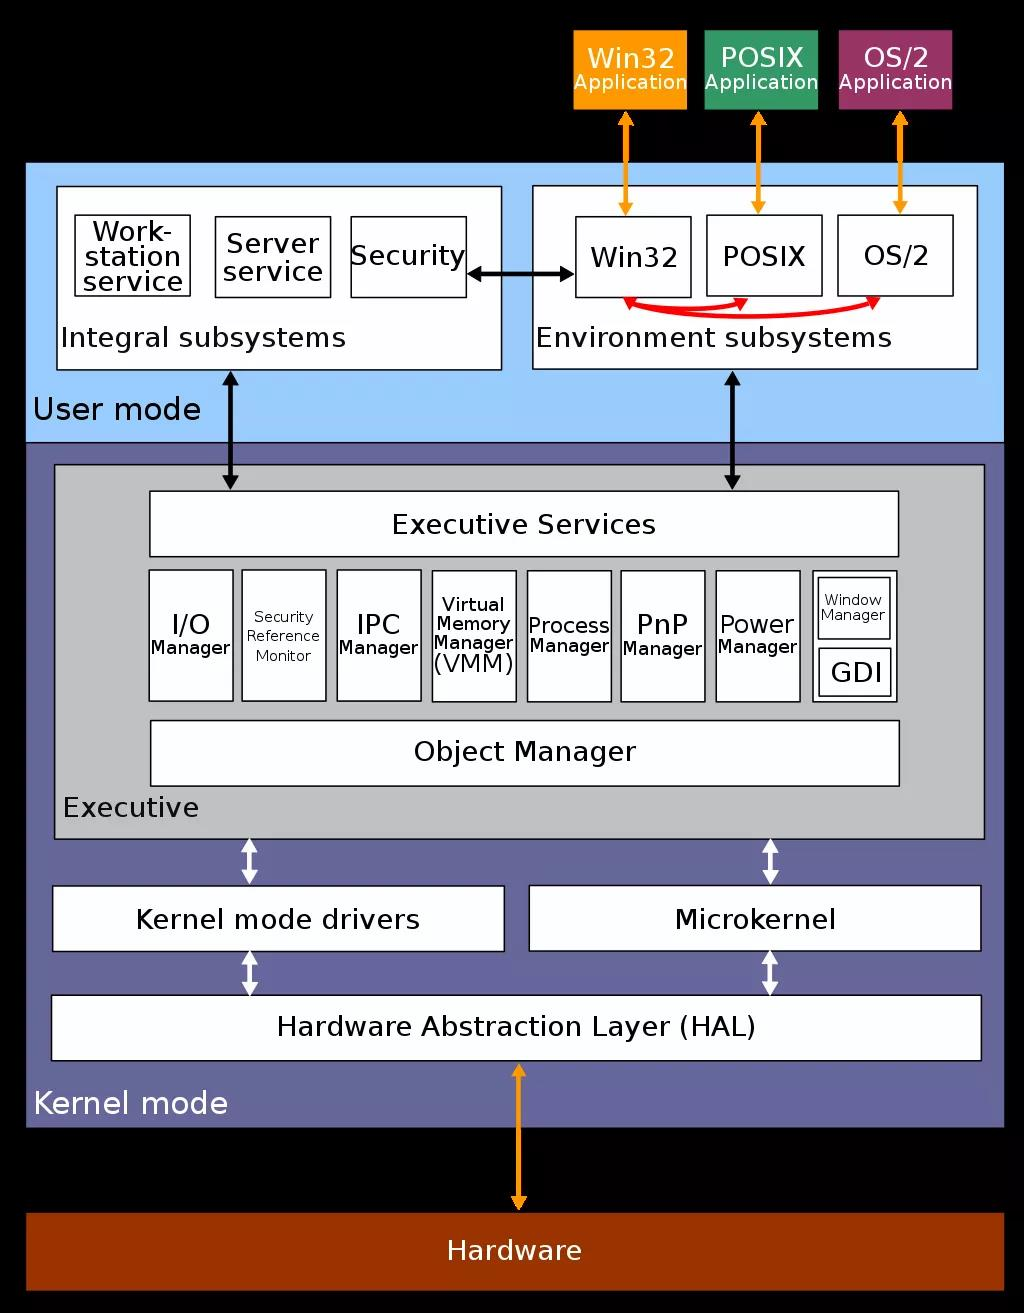 Win32
Application
POSIX
Application
OS/2
Application
Work-
station
service
Server
service
Security
Integral subsystems
Win32
POSIX
OS/2
Environment subsystems
User mode
Executive Services
I/O
Manager
Security
Reference
Monitor
IPC
Manager
Virtual
Memory
Manager
(VMM)
Process
Manager
PnP
Manager
Power
Manager
Window
Manager
GDI
Object Manager
Executive
Kernel mode drivers
Microkernel
Hardware Abstraction Layer (HAL)
Kernel mode
Hardware